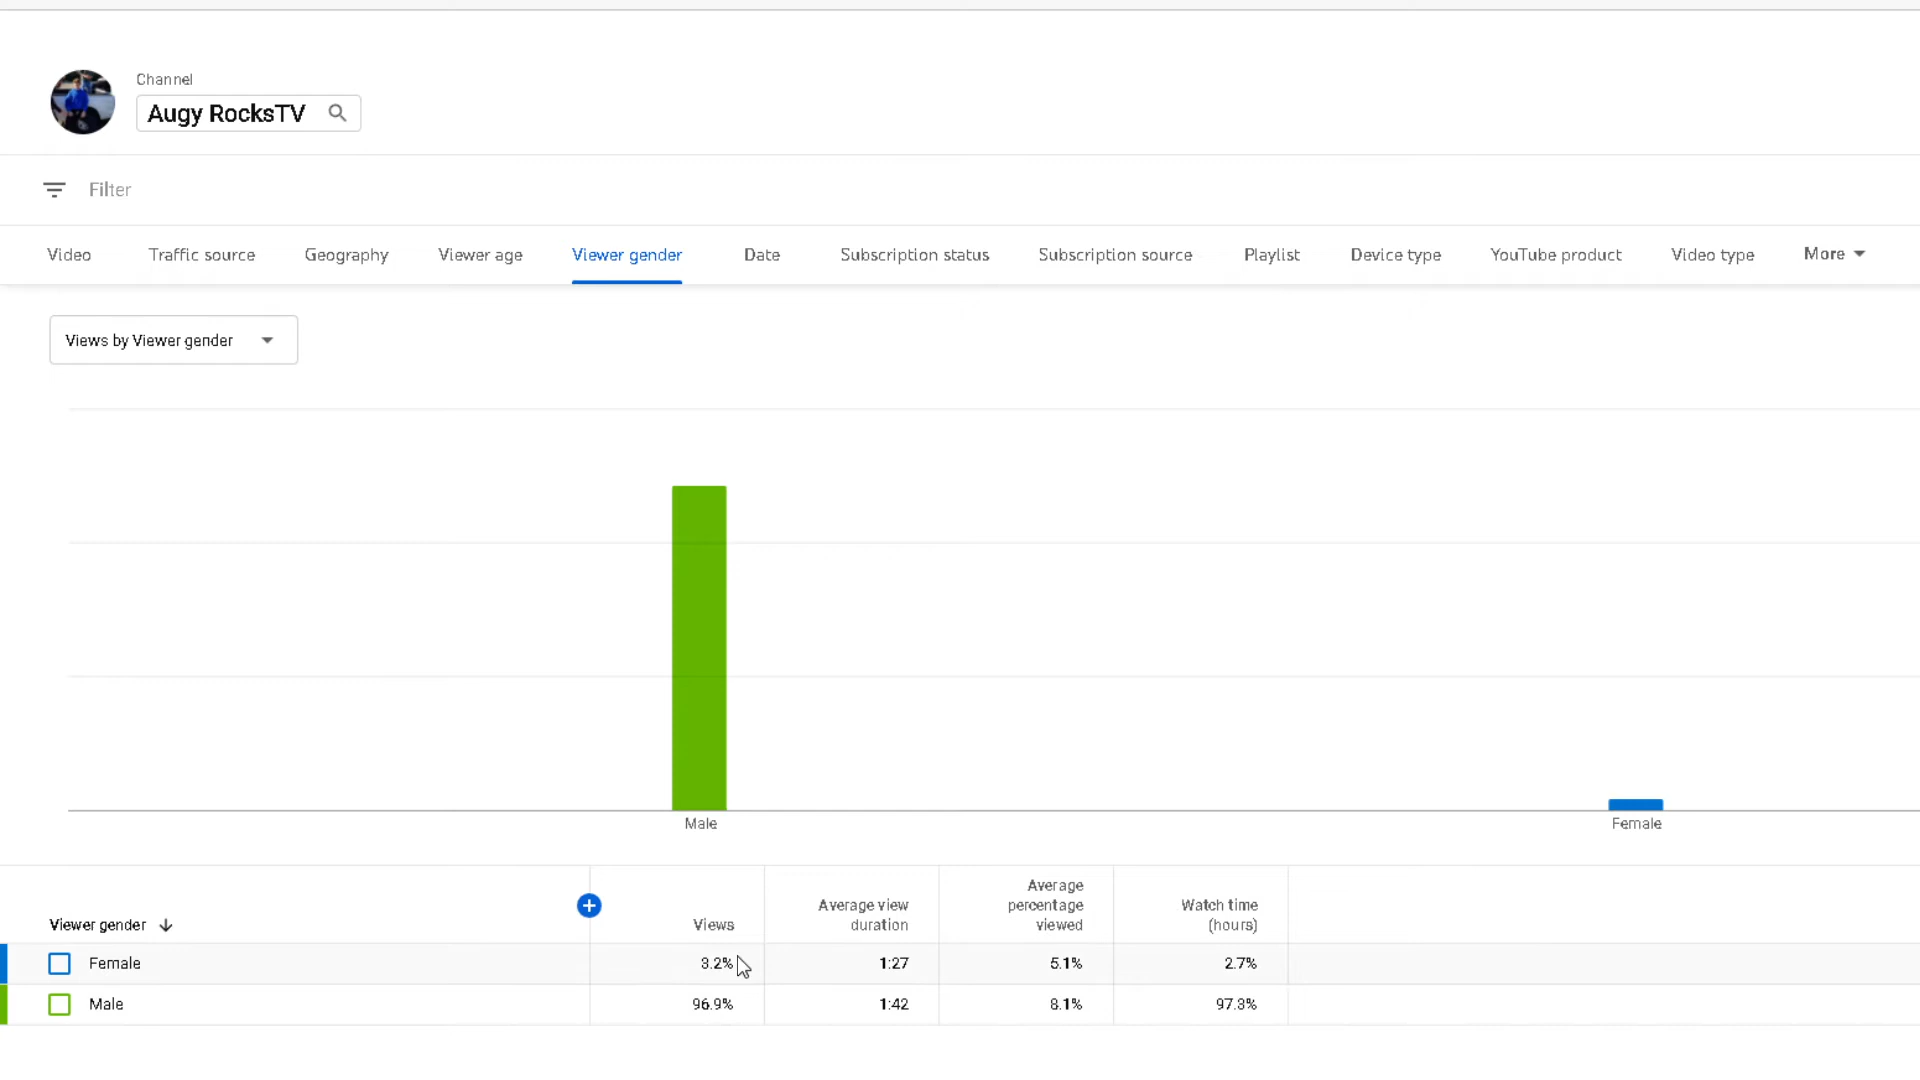 Channel
Augy RocksTV
Filter
Video Traffic source Geography Viewer age Viewer gender Date Subscription status Subscription source Playlist Device type YouTube product Video type More
Views by Viewer gender
Male Female
Viewer gender Views Average view duration Average percentage viewed Watch time (hours)
Female 3.2% 1:27 5.1% 2.7%
Male 96.9% 1:42 8.1% 97.3%